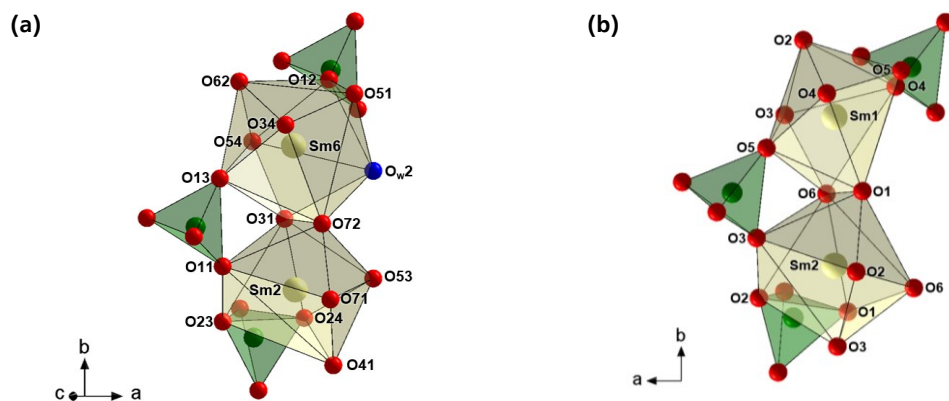 (a)
O12
O62
O51
O34
O54
Sm6
Ow2
O13
O31
O72
O11
O53
Sm2
O71
O24
O23
O41
b
c
a
(b)
O2
O5
O4
O4
O3
Sm1
O5
O6
O1
O3
Sm2
O2
O6
O2
O1
O3
b
a